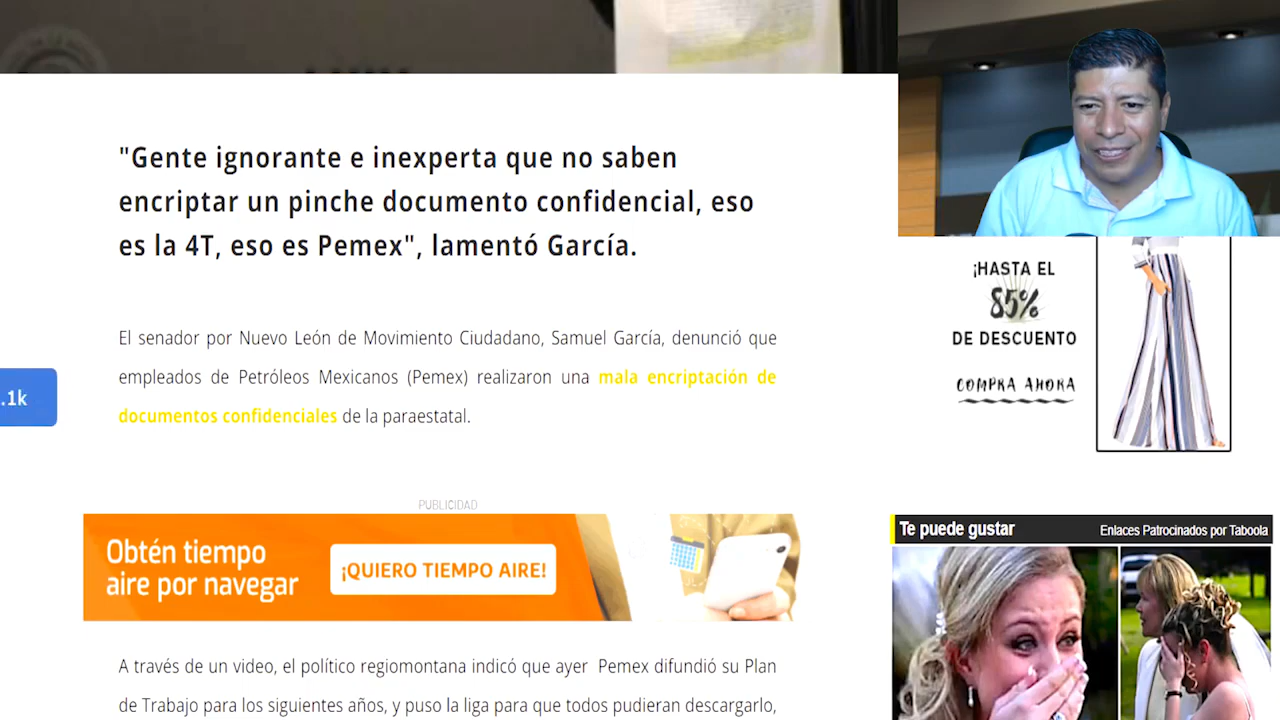 "Gente ignorante e inexperta que no saben
encriptar un pinche documento confidencial, eso
es la 4T, eso es Pemex", lamentó García.
El senador por Nuevo León de Movimiento Ciudadano, Samuel García, denunció que
empleados de Petróleos Mexicanos (Pemex) realizaron una mala encriptación de
documentos confidenciales de la paraestatal.
.1k
PUBLICIDAD
Obtén tiempo
aire por navegar
¡QUIERO TIEMPO AIRE!
A través de un video, el político regiomontana indicó que ayer Pemex difundió su Plan
de Trabajo para los siguientes años, y puso la liga para que todos pudieran descargarlo,
¡HASTA EL
85%
DE DESCUENTO
COMPRA AHORA
Te puede gustar
Enlaces Patrocinados por Taboola